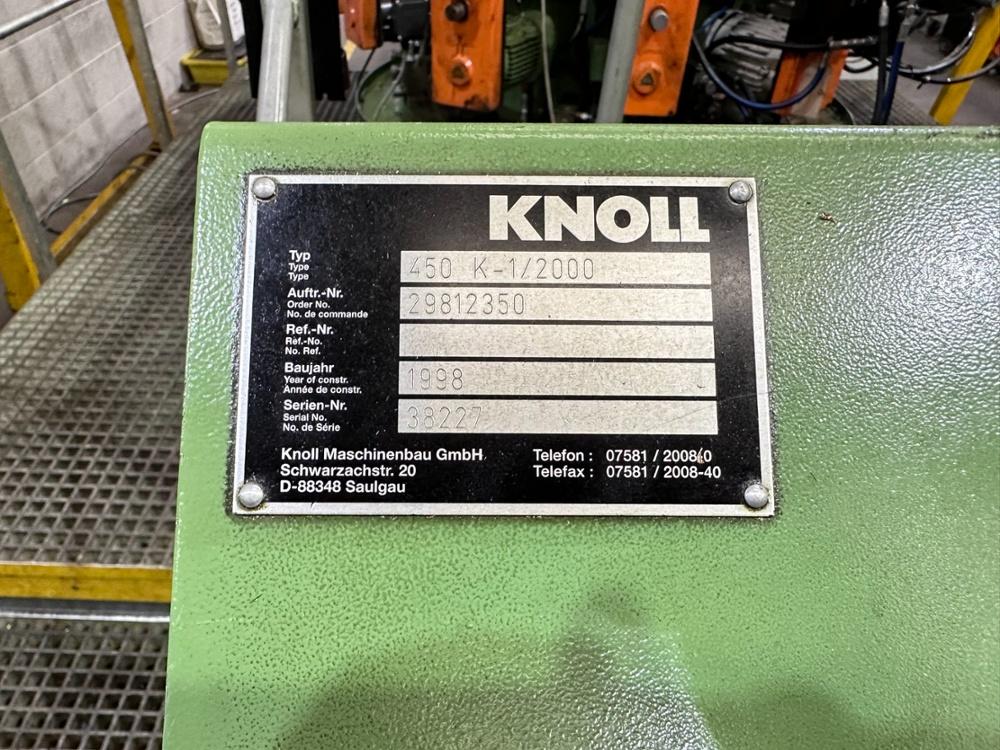 KNOLL
Typ
Type
Type
450 K-1/2000
Auftr.-Nr.
Order No.
No. de commande
29812350
Ref.-Nr.
Ref.-No.
No. Ref.
Baujahr
Year of constr.
Année de constr.
1998
Serien-Nr.
Serial No.
No. de Série
38227
Knoll Maschinenbau GmbH
Schwarzachstr. 20
D-88348 Saulgau
Telefon : 07581 / 2008-0
Telefax : 07581 / 2008-40